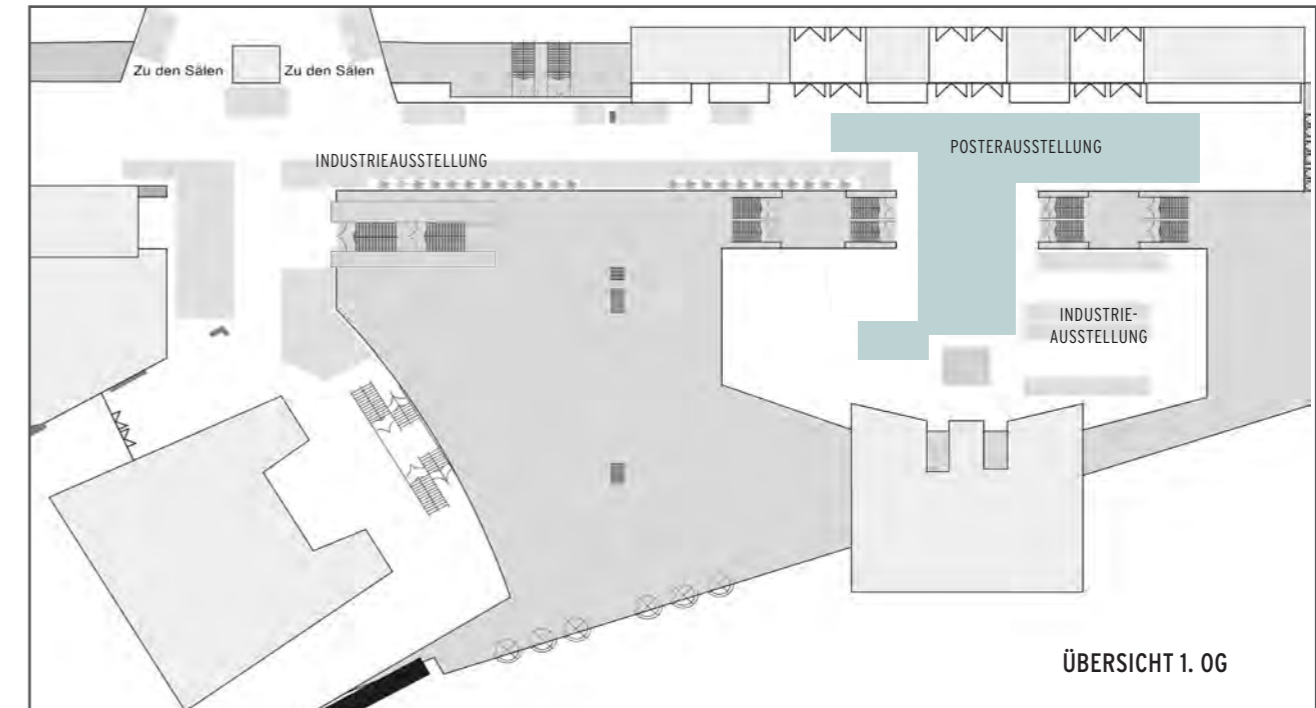 Zu den Sälen
Zu den Sälen
INDUSTRIEAUSSTELLUNG
POSTERAUSSTELLUNG
INDUSTRIE-
AUSSTELLUNG
ÜBERSICHT 1. OG